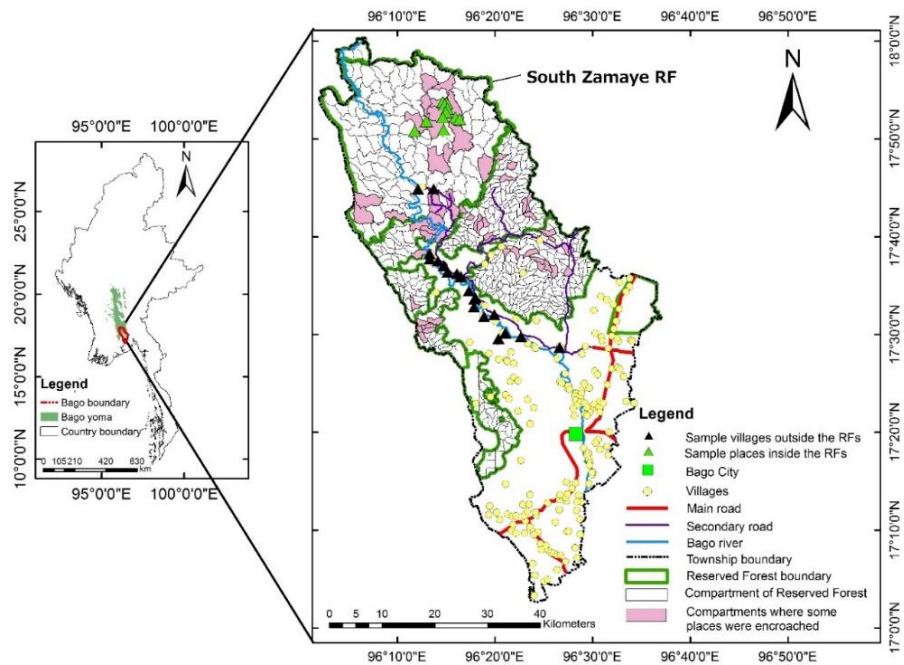 96°10'0"E 96°20'0"E 96°30'0"E 96°40'0"E 96°50'0"E
South Zamaye RF
N
18°0'0"N
17°50'0"N
17°40'0"N
17°30'0"N
17°20'0"N
17°10'0"N
17°0'0"N
95°0'0"E 100°0'0"E
N
25°0'0"N
20°0'0"N
15°0'0"N
10°0'0"N
Legend
Bago boundary
Bago yoma
Country boundary
0 105210 420 630
km
95°0'0"E 100°0'0"E
Legend
Sample villages outside the RFs
Sample places inside the RFs
Bago City
Villages
Main road
Secondary road
Bago river
Township boundary
Reserved Forest boundary
Compartment of Reserved Forest
Compartments where some
places were encroached
0 5 10 20 30 40
Kilometers
96°10'0"E 96°20'0"E 96°30'0"E 96°40'0"E 96°50'0"E